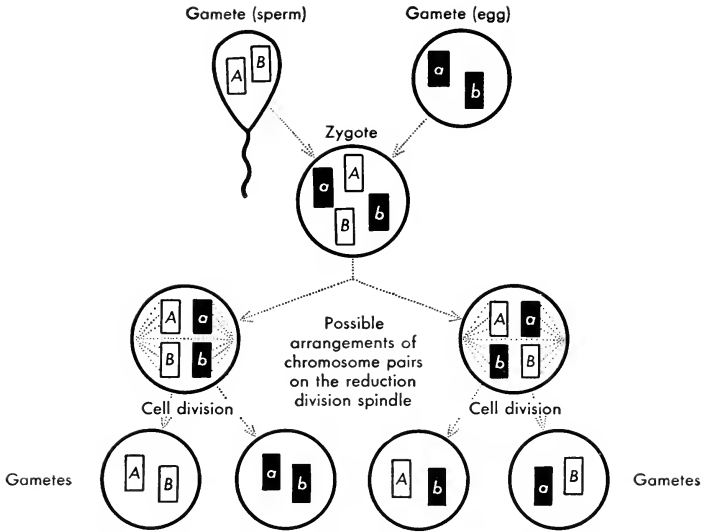 Gamete (sperm)
Gamete (egg)
A B
a b
Zygote
a A
B b
A a
B b
Possible
arrangements of
chromosome pairs
on the reduction
division spindle
A a
b B
Cell division
Cell division
Gametes
A B
a b
A b
a B
Gametes